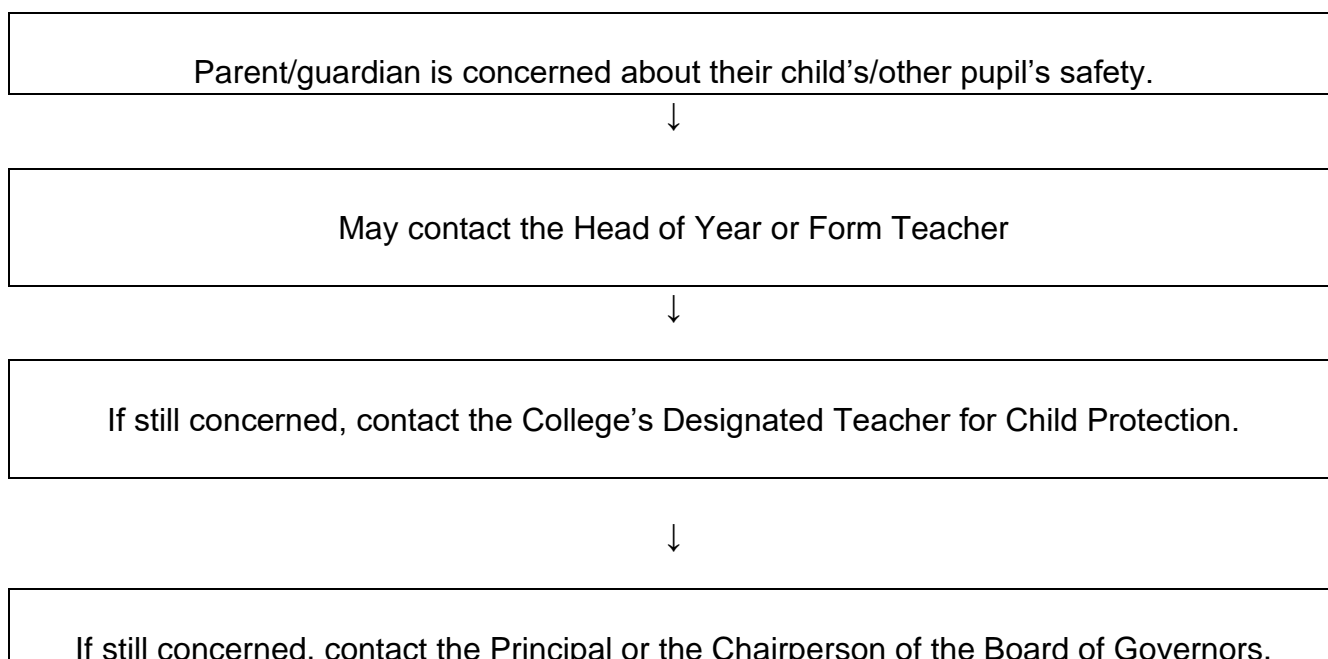 Parent/guardian is concerned about their child’s/other pupil’s safety.
↓
May contact the Head of Year or Form Teacher
↓
If still concerned, contact the College’s Designated Teacher for Child Protection.
↓
If still concerned, contact the Principal or the Chairperson of the Board of Governors.